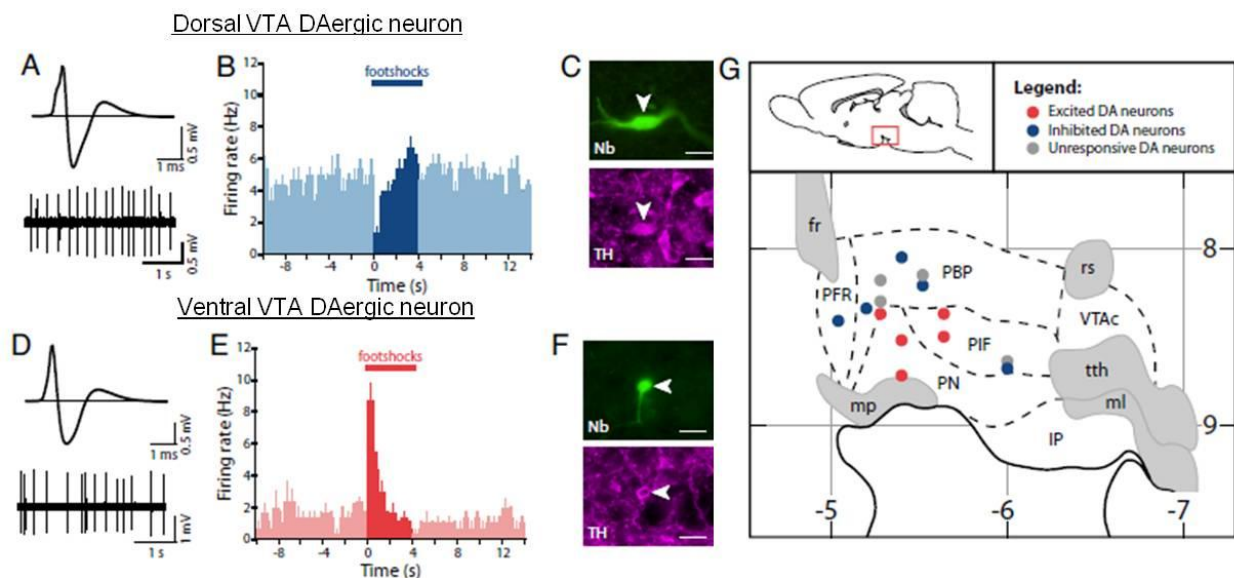 Dorsal VTA DAergic neuron
A
1 ms
0.5 mV
1 s
0.5 mV
B
footshocks
Firing rate (Hz)
12
10
8
6
4
2
0
-8 -4 0 4 8 12
Time (s)
C
Nb
TH
Ventral VTA DAergic neuron
D
1 ms
0.5 mV
1 s
1 mV
E
footshocks
Firing rate (Hz)
12
10
8
6
4
2
0
-8 -4 0 4 8 12
Time (s)
F
Nb
TH
G
Legend:
Excited DA neurons
Inhibited DA neurons
Unresponsive DA neurons
fr
PFR
PBP
rs
VTAc
PIF
tth
PN
mp
ml
IP
8
9
-5 -6 -7